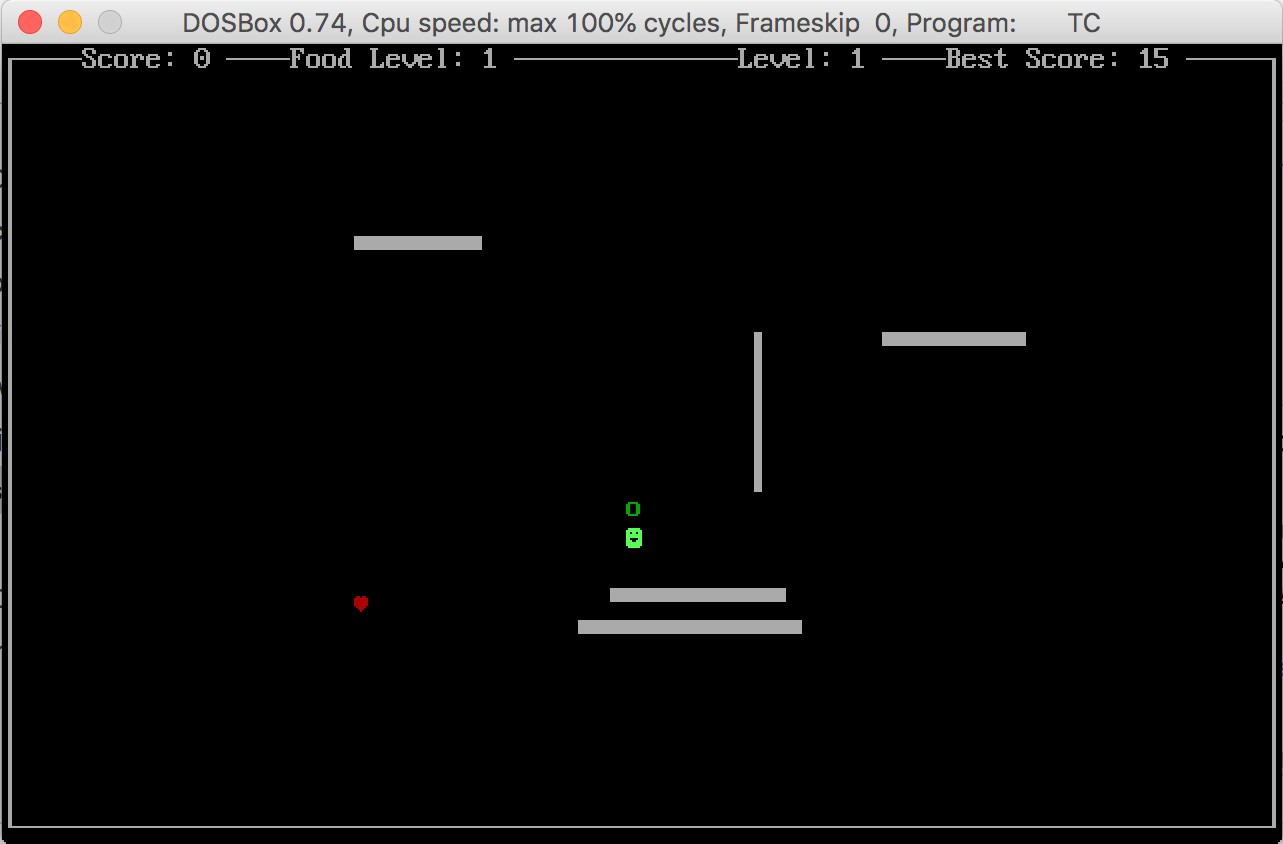 DOSBox 0.74, Cpu speed: max 100% cycles, Frameskip 0, Program: TC
Score: 0 Food Level: 1 Level: 1 Best Score: 15